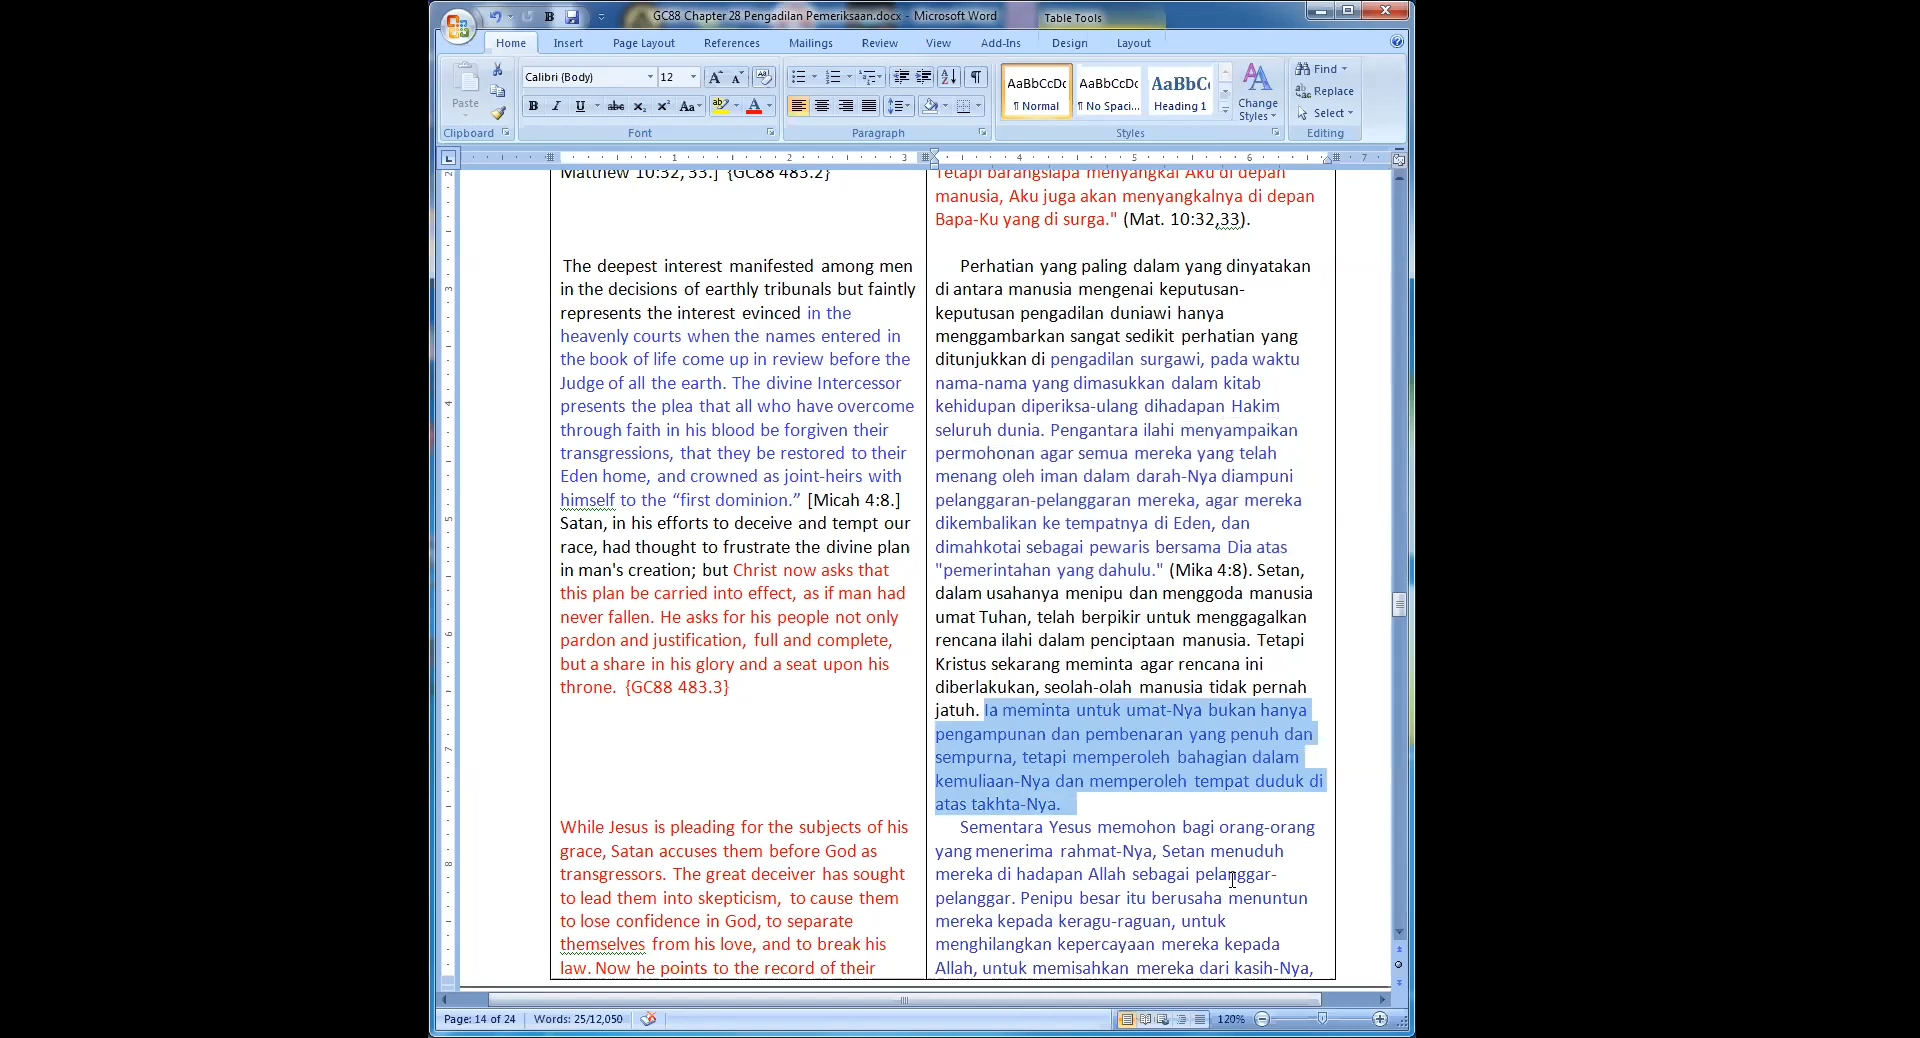 GC88 Chapter 28 Pengadilan Pemeriksaan.docx - Microsoft Word
Table Tools
Home Insert Page Layout References Mailings Review View Add-Ins Design Layout
Paste
Calibri (Body) 12
AaBbCcDc AaBbCcDc AaBbC
¶ Normal ¶ No Spaci... Heading 1
Change Styles
Find
Replace
Select
Clipboard Font Paragraph Styles Editing
1 2 3 4 5 6 7
Matthew 10:32, 33.] {GC88 483.2}
The deepest interest manifested among men
in the decisions of earthly tribunals but faintly
represents the interest evinced in the
heavenly courts when the names entered in
the book of life come up in review before the
Judge of all the earth. The divine Intercessor
presents the plea that all who have overcome
through faith in his blood be forgiven their
transgressions, that they be restored to their
Eden home, and crowned as joint-heirs with
himself to the “first dominion.” [Micah 4:8.]
Satan, in his efforts to deceive and tempt our
race, had thought to frustrate the divine plan
in man's creation; but Christ now asks that
this plan be carried into effect, as if man had
never fallen. He asks for his people not only
pardon and justification, full and complete,
but a share in his glory and a seat upon his
throne. {GC88 483.3}
While Jesus is pleading for the subjects of his
grace, Satan accuses them before God as
transgressors. The great deceiver has sought
to lead them into skepticism, to cause them
to lose confidence in God, to separate
themselves from his love, and to break his
law. Now he points to the record of their
Tetapi barangsiapa menyangkal Aku di depan
manusia, Aku juga akan menyangkalnya di depan
Bapa-Ku yang di surga." (Mat. 10:32,33).
Perhatian yang paling dalam yang dinyatakan
di antara manusia mengenai keputusan-
keputusan pengadilan duniawi hanya
menggambarkan sangat sedikit perhatian yang
ditunjukkan di pengadilan surgawi, pada waktu
nama-nama yang dimasukkan dalam kitab
kehidupan diperiksa-ulang dihadapan Hakim
seluruh dunia. Pengantara ilahi menyampaikan
permohonan agar semua mereka yang telah
menang oleh iman dalam darah-Nya diampuni
pelanggaran-pelanggaran mereka, agar mereka
dikembalikan ke tempatnya di Eden, dan
dimahkotai sebagai pewaris bersama Dia atas
"pemerintahan yang dahulu." (Mika 4:8). Setan,
dalam usahanya menipu dan menggoda manusia
umat Tuhan, telah berpikir untuk menggagalkan
rencana ilahi dalam penciptaan manusia. Tetapi
Kristus sekarang meminta agar rencana ini
diberlakukan, seolah-olah manusia tidak pernah
jatuh. Ia meminta untuk umat-Nya bukan hanya
pengampunan dan pembenaran yang penuh dan
sempurna, tetapi memperoleh bahagian dalam
kemuliaan-Nya dan memperoleh tempat duduk di
atas takhta-Nya.
Sementara Yesus memohon bagi orang-orang
yang menerima rahmat-Nya, Setan menuduh
mereka di hadapan Allah sebagai pelanggar-
pelanggar. Penipu besar itu berusaha menuntun
mereka kepada keragu-raguan, untuk
menghilangkan kepercayaan mereka kepada
Allah, untuk memisahkan mereka dari kasih-Nya,
Page: 14 of 24 Words: 25/12,050 120%